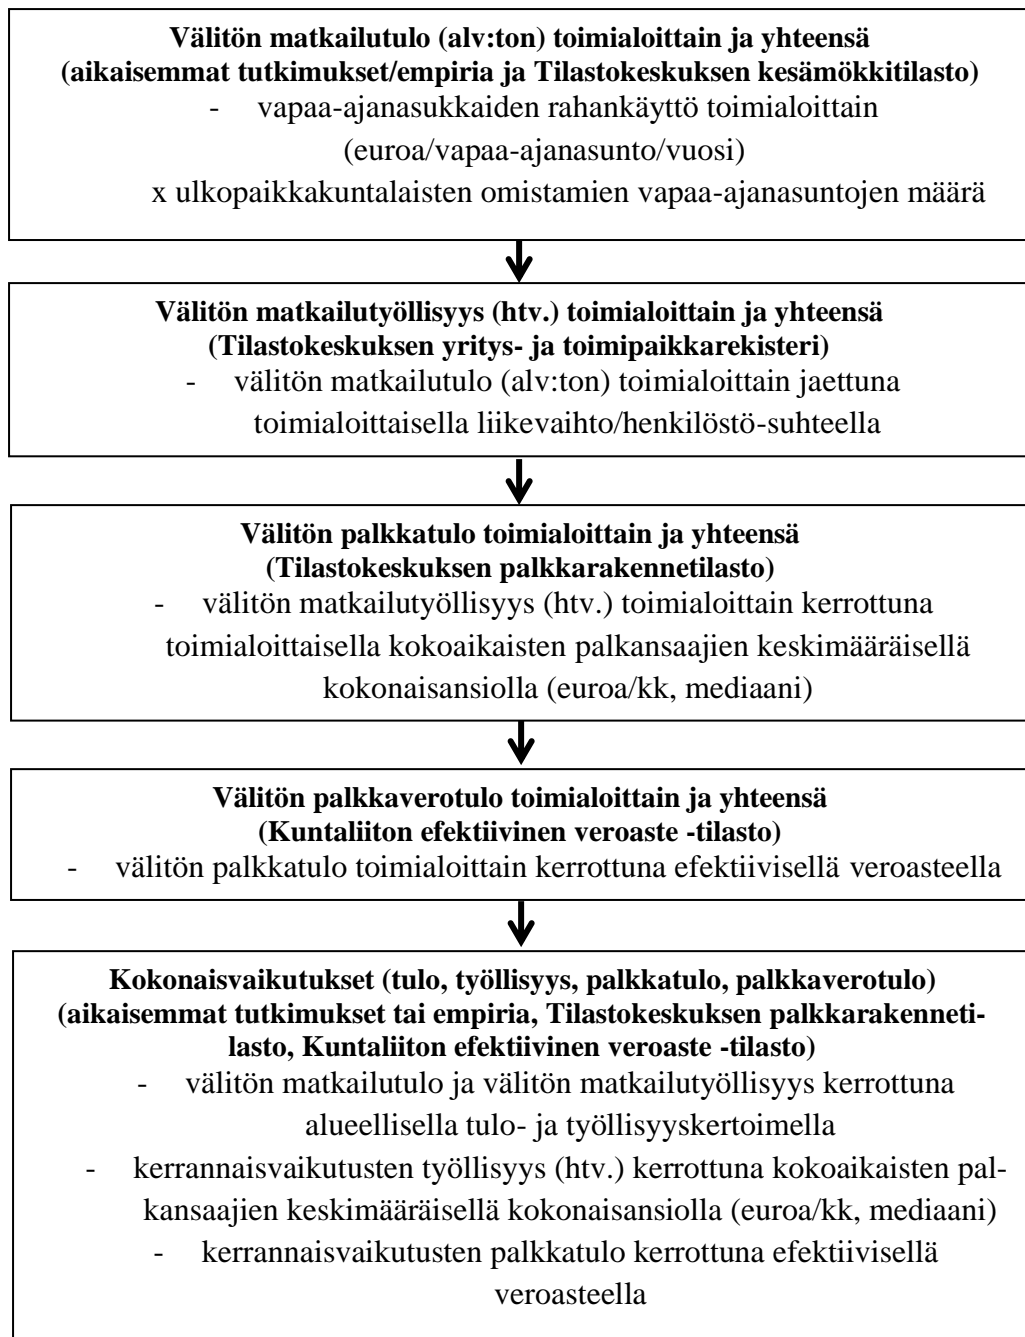 Välitön matkailutulo (alv:ton) toimialoittain ja yhteensä
(aikaisemmat tutkimukset/empiria ja Tilastokeskuksen kesämökkitilasto)
- vapaa-ajanasukkaiden rahankäyttö toimialoittain
(euroa/vapaa-ajanasunto/vuosi)
x ulkopaikkakuntalaisten omistamien vapaa-ajanasuntojen määrä
Välitön matkailutyöllisyys (htv.) toimialoittain ja yhteensä
(Tilastokeskuksen yritys- ja toimipaikkarekisteri)
- välitön matkailutulo (alv:ton) toimialoittain jaettuna
toimialoittaisella liikevaihto/henkilöstö-suhteella
Välitön palkkatulo toimialoittain ja yhteensä
(Tilastokeskuksen palkkarakennetilasto)
- välitön matkailutyöllisyys (htv.) toimialoittain kerrottuna
toimialoittaisella kokoaikaisten palkansaajien keskimääräisellä
kokonaisansiolla (euroa/kk, mediaani)
Välitön palkkaverotulo toimialoittain ja yhteensä
(Kuntaliiton efektiivinen veroaste -tilasto)
- välitön palkkatulo toimialoittain kerrottuna efektiivisellä veroasteella
Kokonaisvaikutukset (tulo, työllisyys, palkkatulo, palkkaverotulo)
(aikaisemmat tutkimukset tai empiria, Tilastokeskuksen palkkarakenneti-
lasto, Kuntaliiton efektiivinen veroaste -tilasto)
- välitön matkailutulo ja välitön matkailutyöllisyys kerrottuna
alueellisella tulo- ja työllisyyskertoimella
- kerrannaisvaikutusten työllisyys (htv.) kerrottuna kokoaikaisten pal-
kansaajien keskimääräisellä kokonaisansiolla (euroa/kk, mediaani)
- kerrannaisvaikutusten palkkatulo kerrottuna efektiivisellä
veroasteella